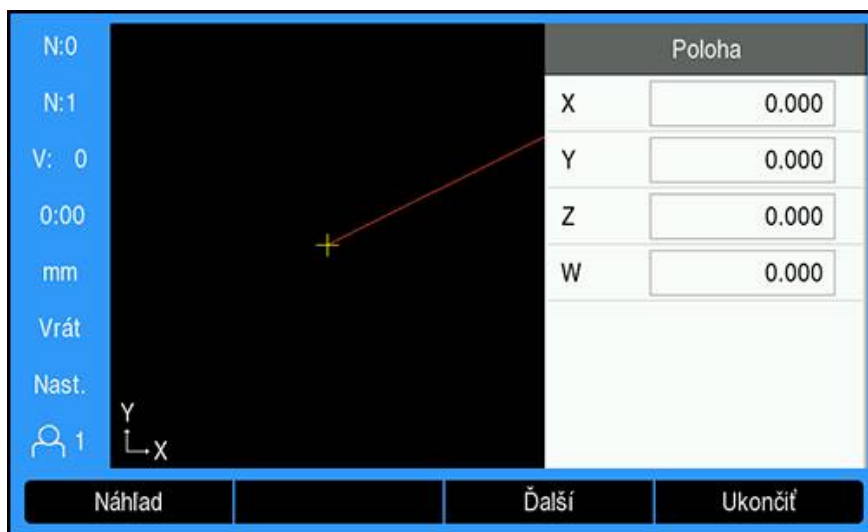 N:0
N:1
V: 0
0:00
mm
Vrát
Nast.
1
Y
X
Poloha
X 0.000
Y 0.000
Z 0.000
W 0.000
Náhľad Ďalší Ukončiť